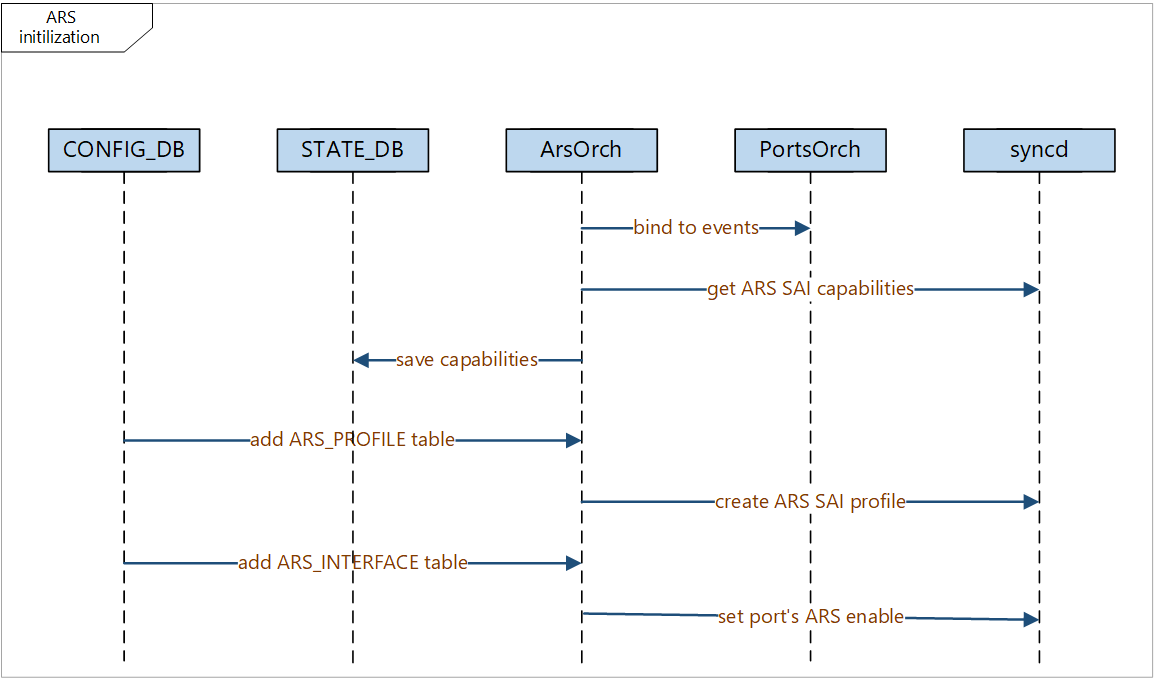 ARS
initilization
CONFIG_DB
STATE_DB
ArsOrch
PortsOrch
syncd
bind to events
get ARS SAI capabilities
save capabilities
add ARS_PROFILE table
create ARS SAI profile
add ARS_INTERFACE table
set port's ARS enable